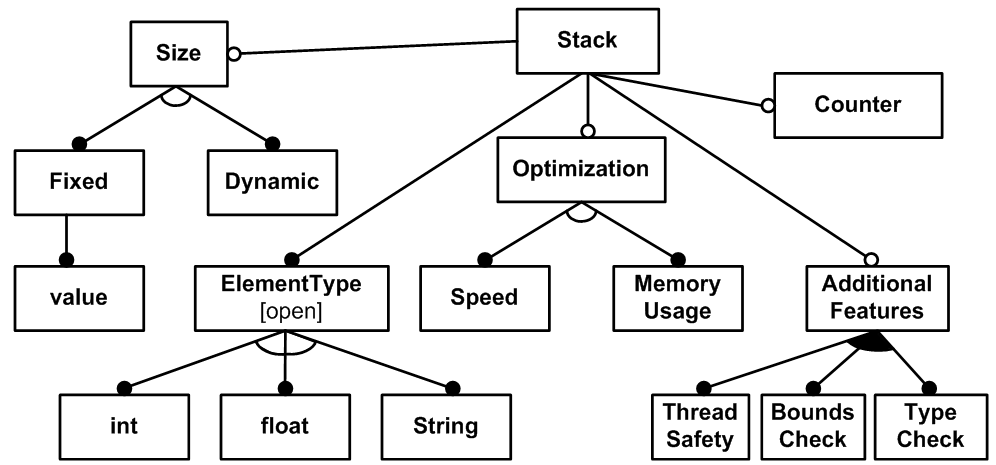 Stack
Size
Counter
Optimization
Fixed
Dynamic
ElementType
[open]
Speed
Memory
Usage
Additional
Features
value
int
float
String
Thread
Safety
Bounds
Check
Type
Check